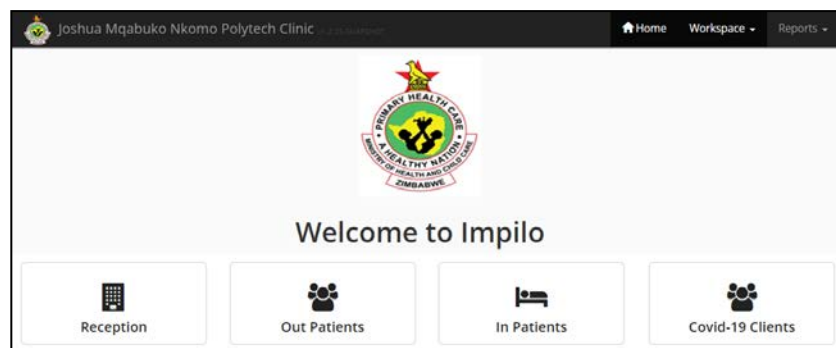 Joshua Mqabuko Nkomo Polytech Clinic
Home Workspace Reports
PRIMARY HEALTH CARE
A HEALTHY NATION
MINISTRY OF HEALTH AND CHILD CARE
ZIMBABWE
Welcome to Impilo
Reception Out Patients In Patients Covid-19 Clients